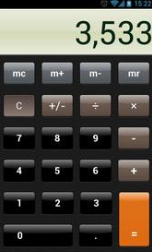 15:22
3,533
mc m+ m- mr
C +/- ÷ ×
7 8 9 -
4 5 6 +
1 2 3
0 . =